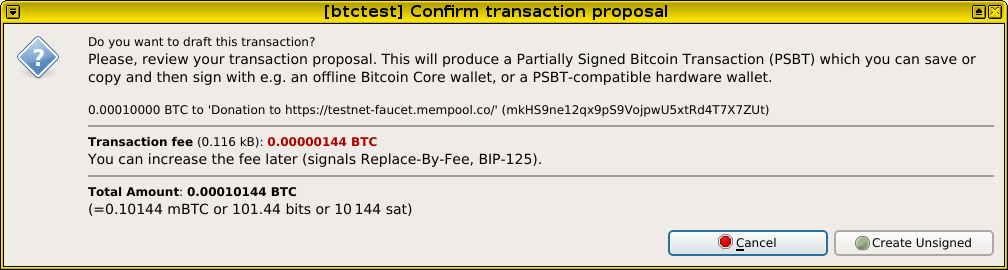 [btctest] Confirm transaction proposal
Do you want to draft this transaction?
Please, review your transaction proposal. This will produce a Partially Signed Bitcoin Transaction (PSBT) which you can save or
copy and then sign with e.g. an offline Bitcoin Core wallet, or a PSBT-compatible hardware wallet.
0.00010000 BTC to 'Donation to https://testnet-faucet.mempool.co/' (mkHS9ne12qx9pS9VojpwU5xtRd4T7X7ZUt)
Transaction fee (0.116 kB): 0.00000144 BTC
You can increase the fee later (signals Replace-By-Fee, BIP-125).
Total Amount: 0.00010144 BTC
(=0.10144 mBTC or 101.44 bits or 10 144 sat)
Cancel
Create Unsigned